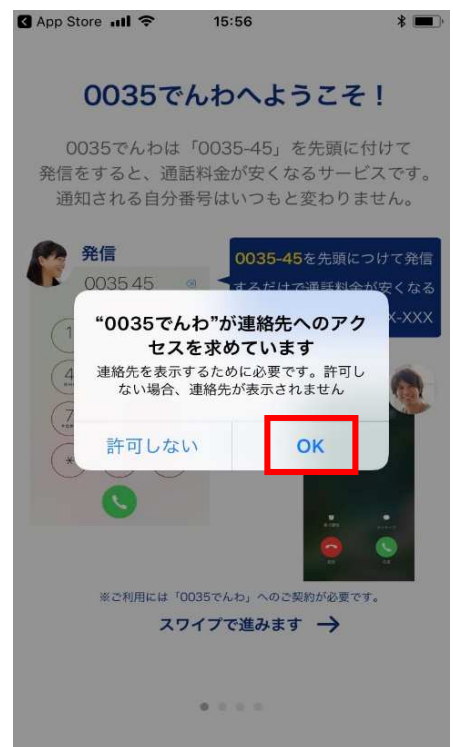 App Store 15:56
0035でんわへようこそ！
0035でんわは「0035-45」を先頭に付けて
発信をすると、通話料金が安くなるサービスです。
通知される自分番号はいつもと変わりません。
発信
0035 45
0035-45を先頭につけて発信
するだけで通話料金が安くなる
X-XXX
“0035でんわ”が連絡先へのアク
セスを求めています
連絡先を表示するために必要です。許可し
ない場合、連絡先が表示されません
許可しない OK
1
4
7
*
※ご利用には「0035でんわ」へのご契約が必要です。
スワイプで進みます →